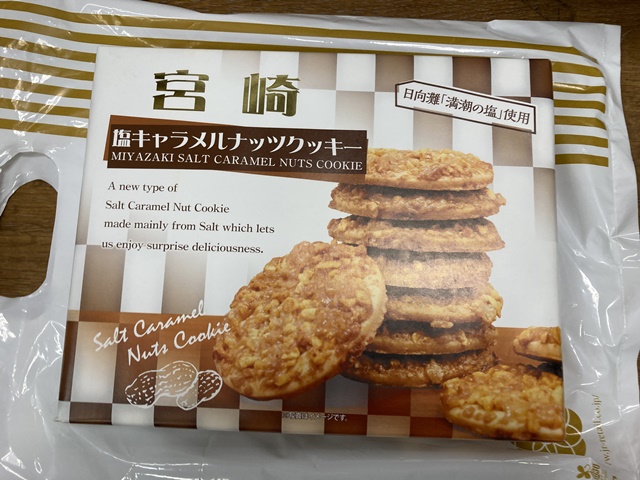 宮崎
日向灘「満潮の塩」使用
塩キャラメルナッツクッキー
MIYAZAKI SALT CARAMEL NUTS COOKIE
A new type of
Salt Caramel Nut Cookie
made mainly from Salt which lets
us enjoy surprise deliciousness.
Salt Caramel
Nuts Cookie